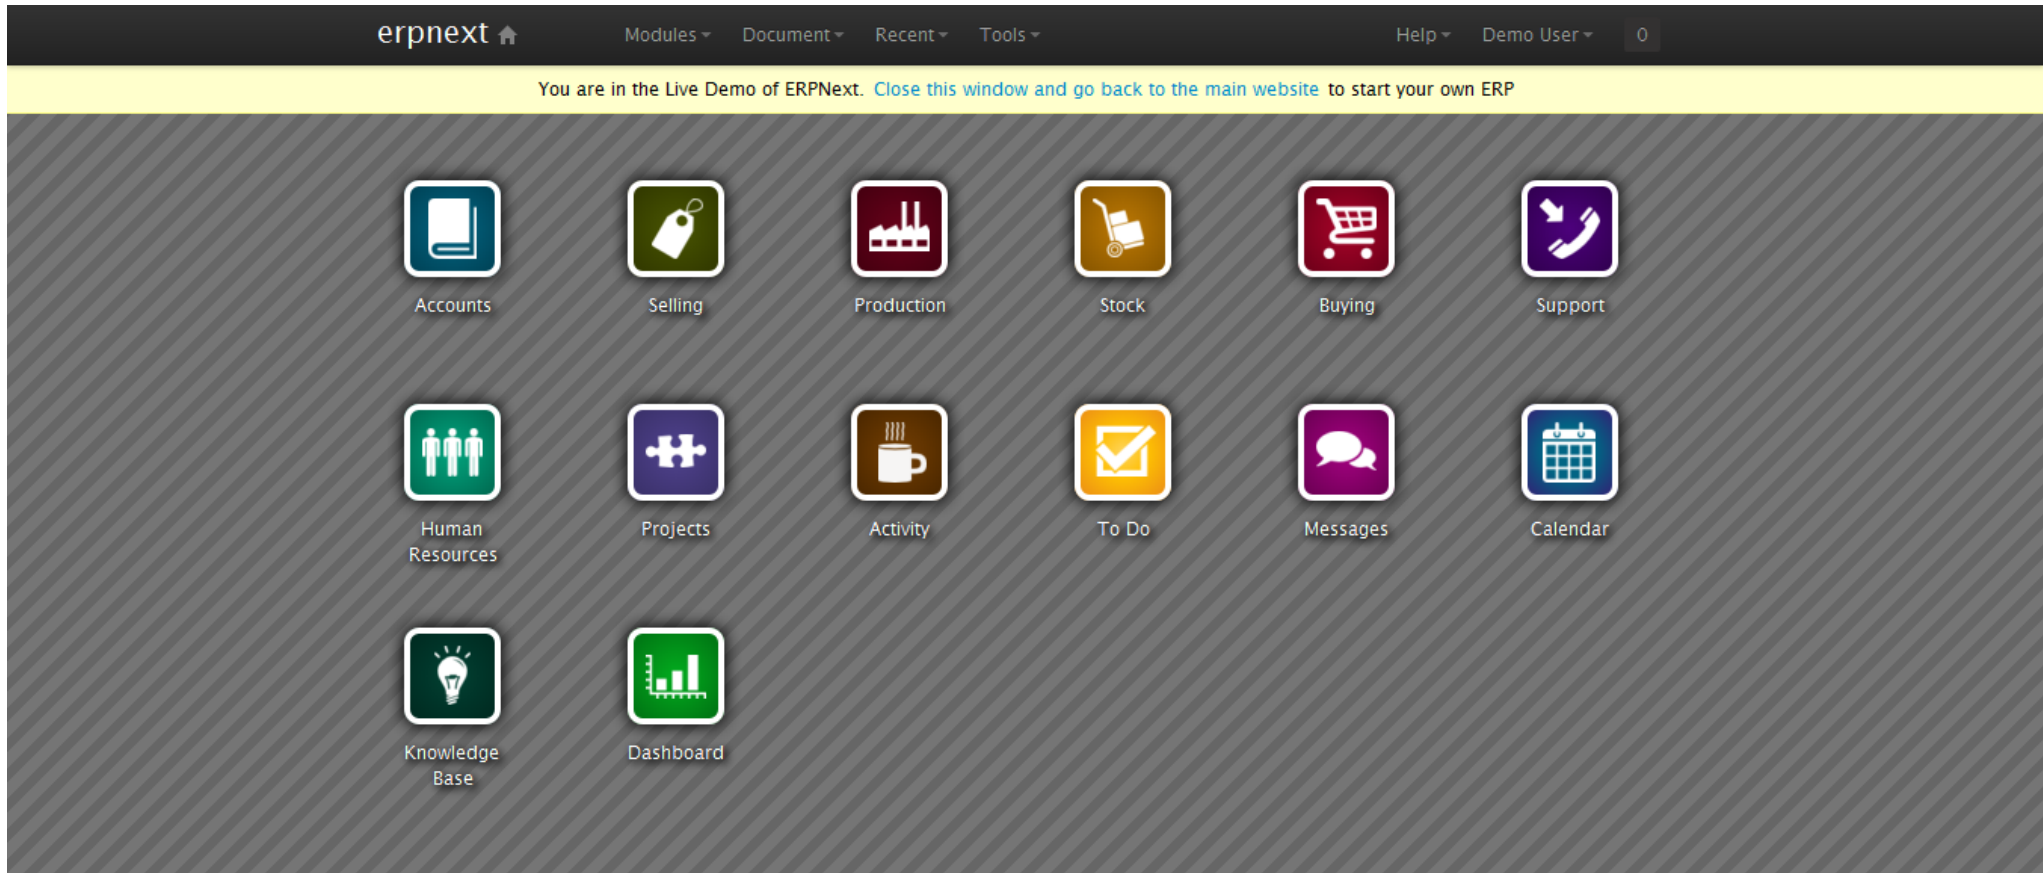 erpnext Modules Document Recent Tools Help Demo User 0
You are in the Live Demo of ERPNext. Close this window and go back to the main website to start your own ERP
Accounts Selling Production Stock Buying Support
Human Resources Projects Activity To Do Messages Calendar
Knowledge Base Dashboard